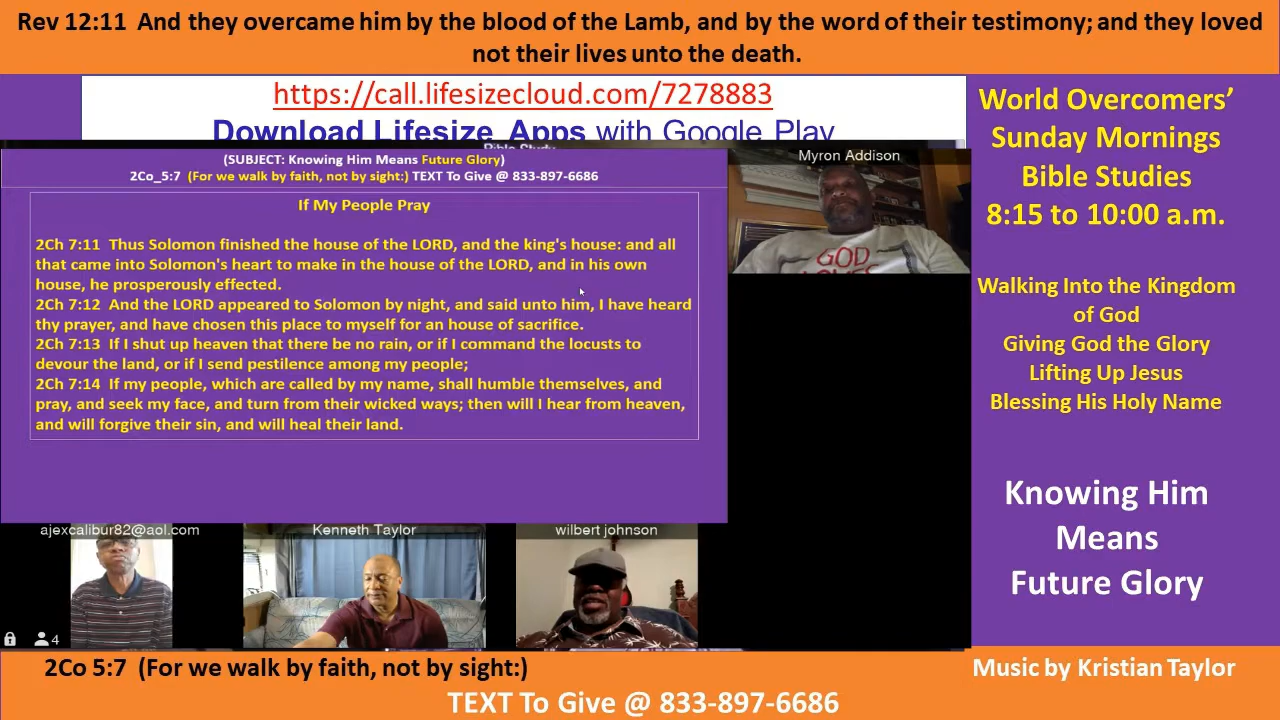 Rev 12:11  And they overcame him by the blood of the Lamb, and by the word of their testimony; and they loved
not their lives unto the death.
https://call.lifesizecloud.com/7278883
Download Lifesize Apps with Google Play
Bible Study
(SUBJECT: Knowing Him Means Future Glory)
2Co_5:7  (For we walk by faith, not by sight:) TEXT To Give @ 833-897-6686
If My People Pray
2Ch 7:11  Thus Solomon finished the house of the LORD, and the king's house: and all
that came into Solomon's heart to make in the house of the LORD, and in his own
house, he prosperously effected.
2Ch 7:12  And the LORD appeared to Solomon by night, and said unto him, I have heard
thy prayer, and have chosen this place to myself for an house of sacrifice.
2Ch 7:13  If I shut up heaven that there be no rain, or if I command the locusts to
devour the land, or if I send pestilence among my people;
2Ch 7:14  If my people, which are called by my name, shall humble themselves, and
pray, and seek my face, and turn from their wicked ways; then will I hear from heaven,
and will forgive their sin, and will heal their land.
Myron Addison
GOD
LOVES
ajexcalibur82@aol.com
Kenneth Taylor
wilbert johnson
4
World Overcomers'
Sunday Mornings
Bible Studies
8:15 to 10:00 a.m.
Walking Into the Kingdom
of God
Giving God the Glory
Lifting Up Jesus
Blessing His Holy Name
Knowing Him
Means
Future Glory
2Co 5:7  (For we walk by faith, not by sight:)
Music by Kristian Taylor
TEXT To Give @ 833-897-6686